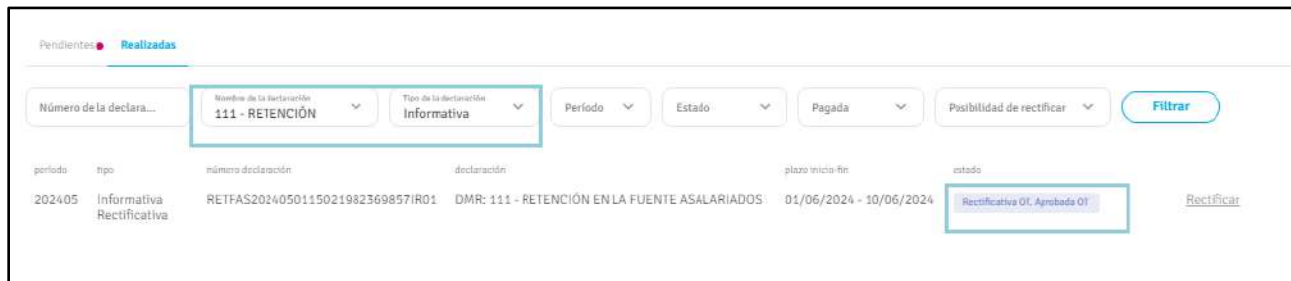 Pendientes Realizadas
Número de la declara... Nombre de la declaración 111 - RETENCIÓN Tipo de la declaración Informativa Período Estado Pagada Posibilidad de rectificar Filtrar
período tipo número declaración declaración plazo inicio-fin estado
202405 Informativa RETFAS2024050115021982369857IR01 DMR: 111 - RETENCIÓN EN LA FUENTE ASALARIADOS 01/06/2024 - 10/06/2024 Rectificativa OT. Aprobada OT Rectificar
Rectificativa